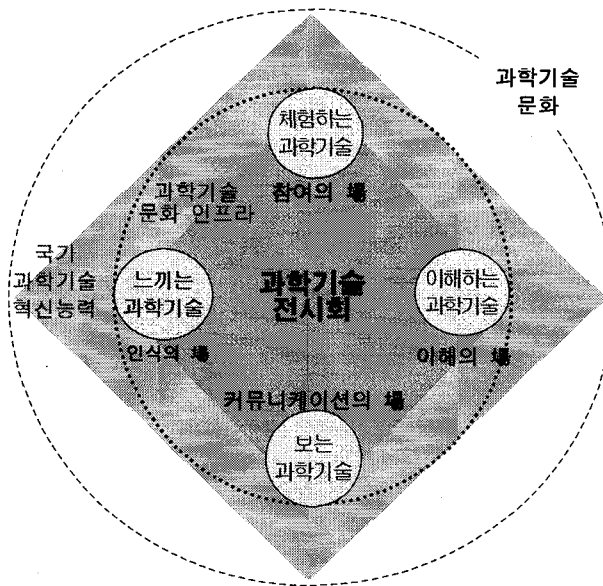 과학기술
문화
체험하는
과학기술
참여의 場
과학기술
문화 인프라
국가
과학기술
혁신능력
느끼는
과학기술
인식의 場
과학기술
전시회
이해하는
과학기술
이해의 場
커뮤니케이션의 場
보는
과학기술